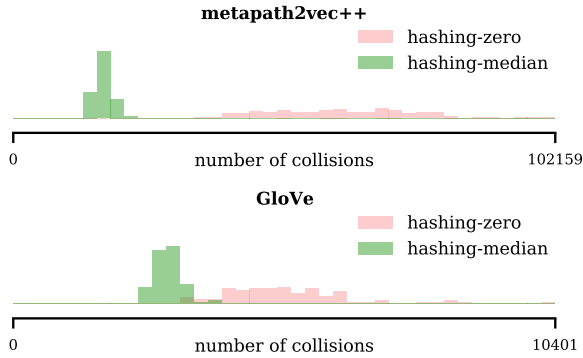 metapath2vec++
hashing-zero
hashing-median
0
number of collisions
102159
GloVe
hashing-zero
hashing-median
0
number of collisions
10401